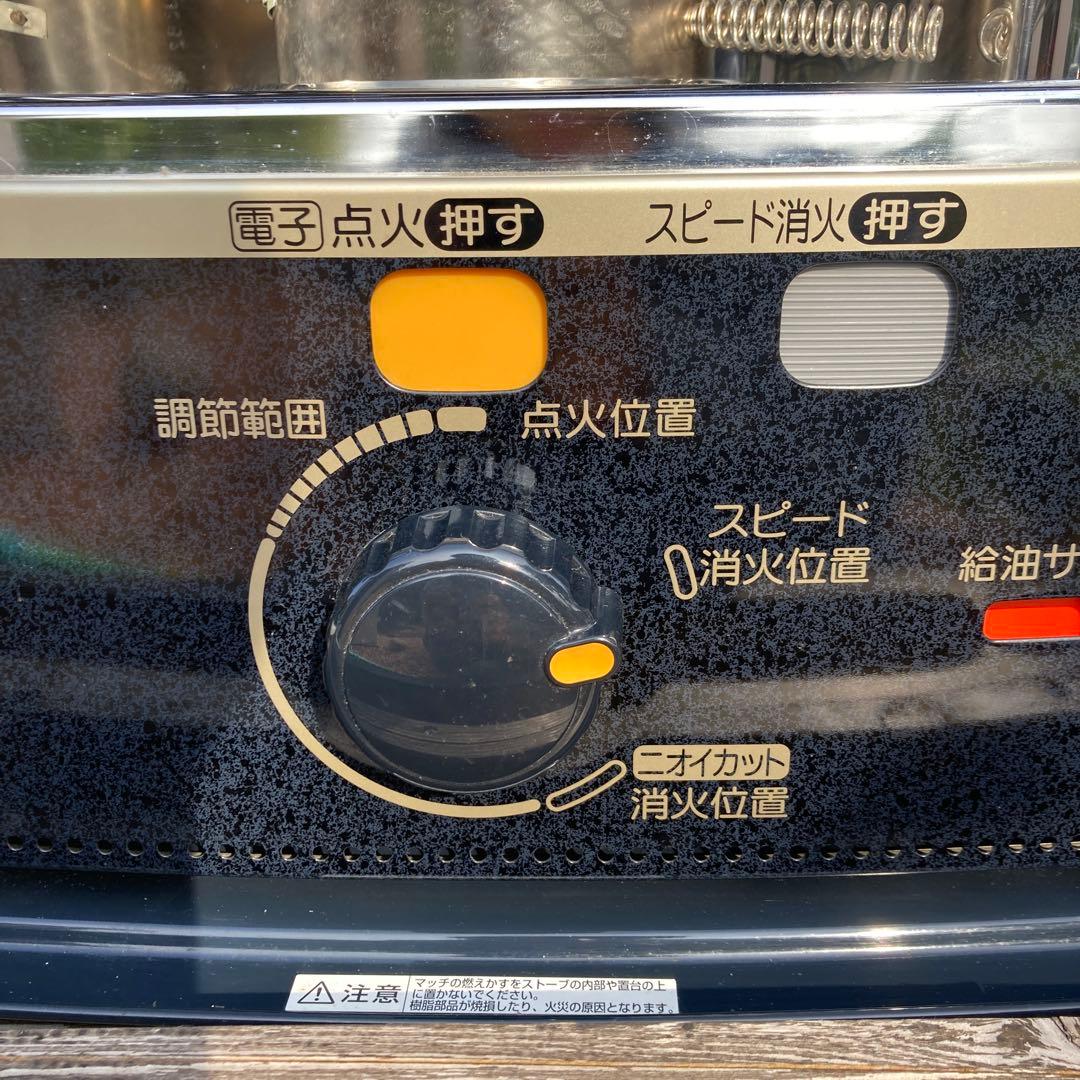 電子点火押す
スピード消火押す
調節範囲
点火位置
スピード
消火位置
給油サ
ニオイカット
消火位置
注意
マッチの燃えかすをストーブの内部や置台の上
に置かないでください。
樹脂部品が焼損したり、火災の原因となります。